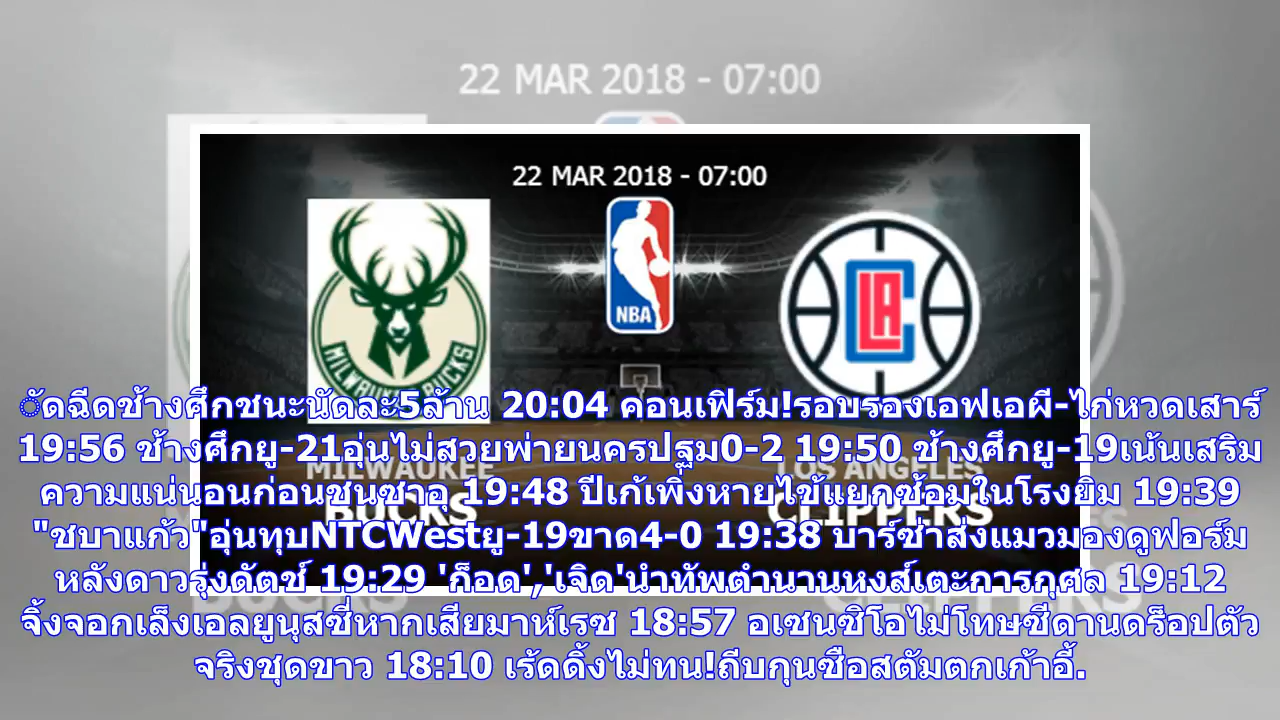 22 MAR 2018 - 07:00
22 MAR 2018 - 07:00
NBA
MILWAUKEE BUCKS
LAC
ัดฉีดช้างศึกชนะนัดละ5ล้าน 20:04 คอนเฟิร์ม!รอบรองเอฟเอผี-ไก่หวดเสาร์
19:56 ช้างศึกยู-21อุ่นไม่สวยพ่ายนครปฐม0-2 19:50 ช้างศึกยู-19เน้นเสริม
MILWAUKEE
LOS ANGELES
ความแน่นอนก่อนชนซาอุ 19:48 ปีเก้เพิ่งหายไข้แยกซ้อมในโรงยิม 19:39
BUCKS
CLIPPERS
"ชบาแก้ว"อุ่นทุบNTCWestยู-19ขาด4-0 19:38 บาร์ซ่าส่งแมวมองดูฟอร์ม
หลังดาวรุ่งดัตช์ 19:29 'ก็อด','เจิด'นำทัพตำนานหงส์เตะการกุศล 19:12
จิ้งจอกเล็งเอลยูนุสซี่หากเสียมาห์เรซ 18:57 อเซนซิโอไม่โทษซีดานดร็อปตัว
จริงชุดขาว 18:10 เร้ดดิ้งไม่ทน!ถีบกุนซือสตัมตกเก้าอี้.